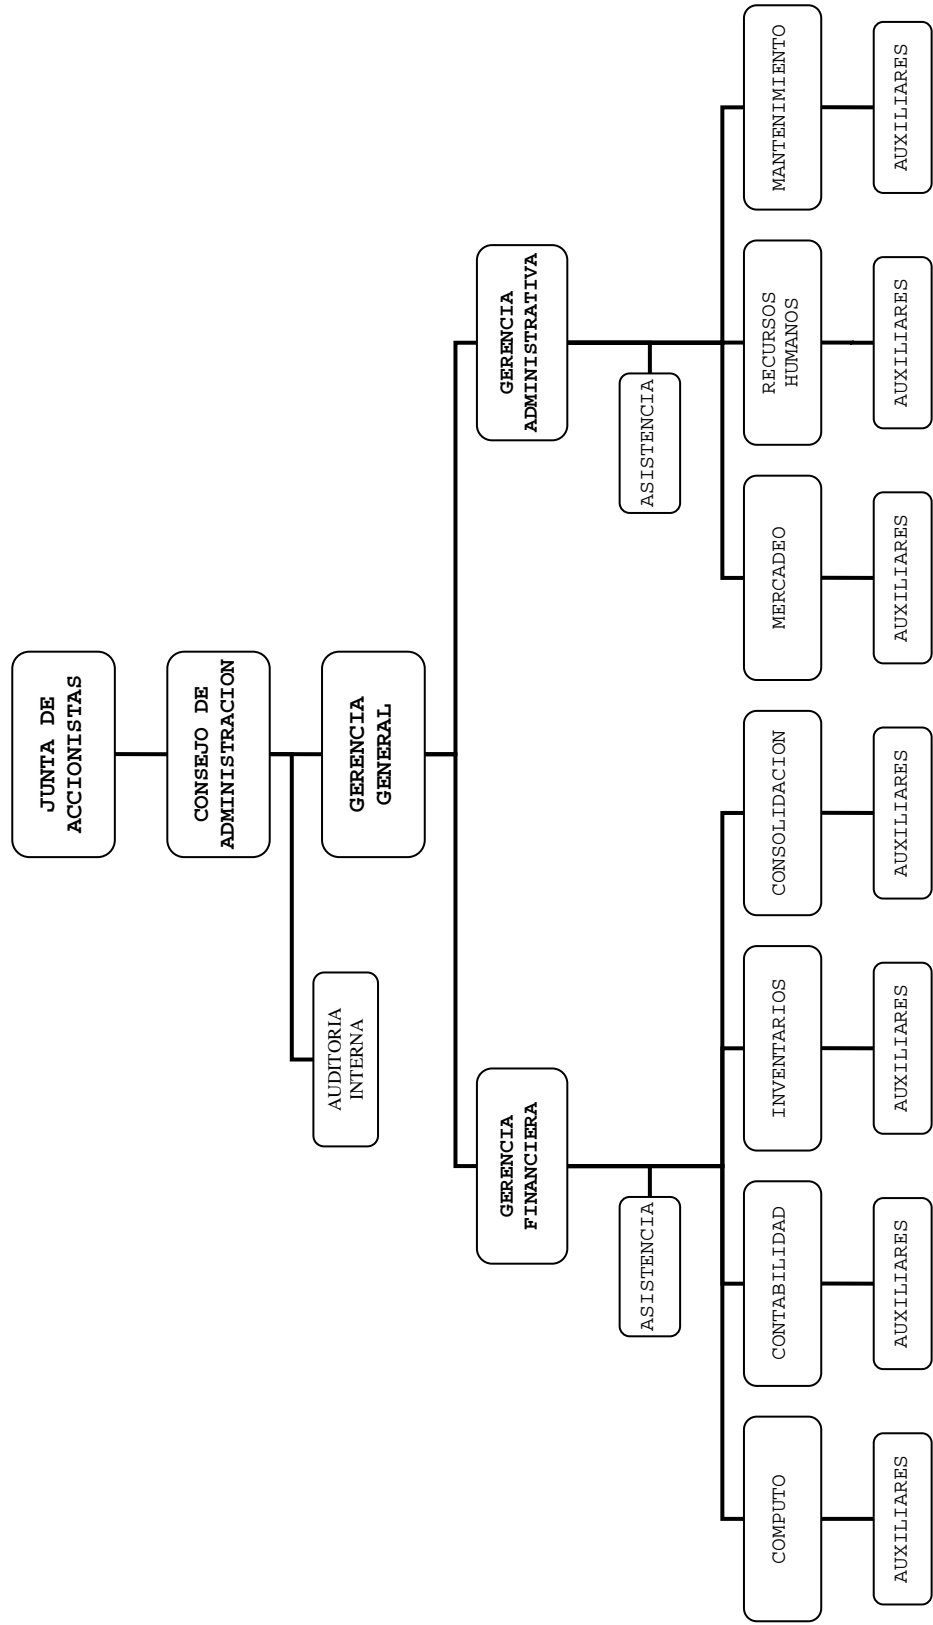 JUNTA DE
ACCIONISTAS
CONSEJO DE
ADMINISTRACION
AUDITORIA
INTERNA
GERENCIA
GENERAL
GERENCIA
FINANCIERA
GERENCIA
ADMINISTRATIVA
ASISTENCIA
ASISTENCIA
COMPUTO
CONTABILIDAD
INVENTARIOS
CONSOLIDACION
MERCADEO
RECURSOS
HUMANOS
MANTENIMIENTO
AUXILIARES
AUXILIARES
AUXILIARES
AUXILIARES
AUXILIARES
AUXILIARES
AUXILIARES